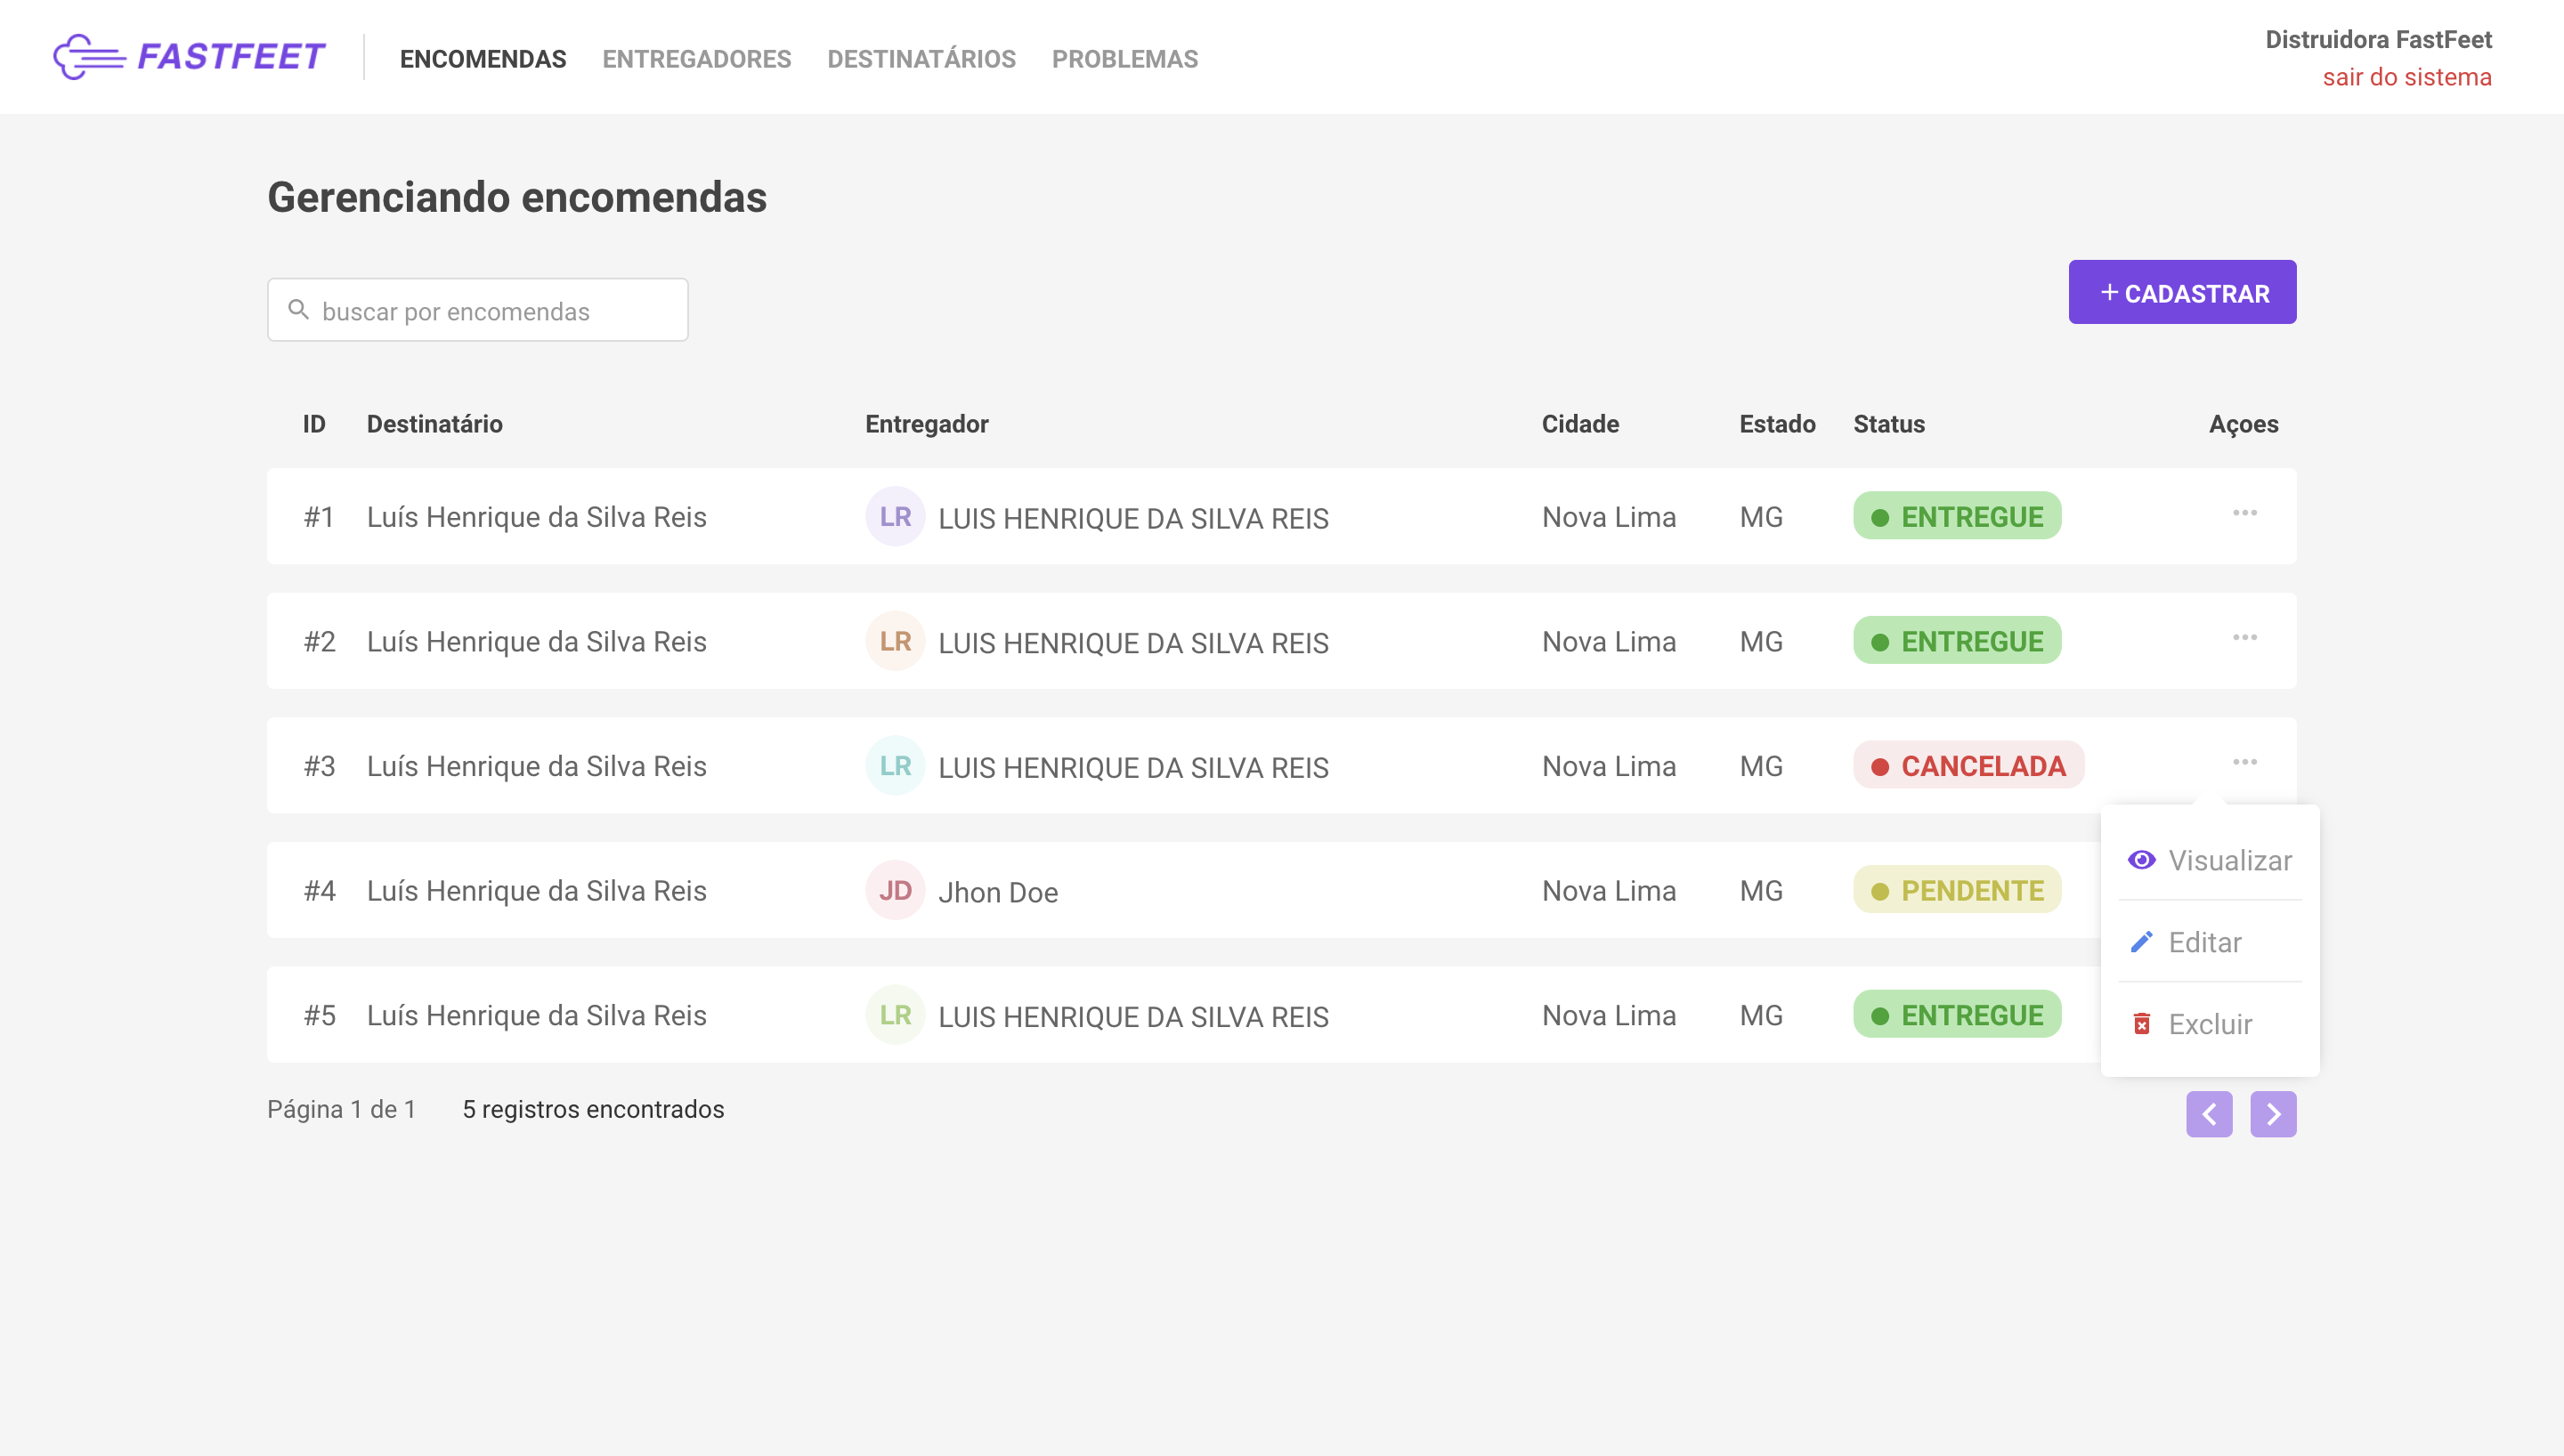 FASTFEET
ENCOMENDAS ENTREGADORES DESTINATÁRIOS PROBLEMAS
Distruidora FastFeet
sair do sistema
Gerenciando encomendas
buscar por encomendas
+ CADASTRAR
ID Destinatário Entregador Cidade Estado Status Açoes
#1 Luís Henrique da Silva Reis LR LUIS HENRIQUE DA SILVA REIS Nova Lima MG ENTREGUE ...
#2 Luís Henrique da Silva Reis LR LUIS HENRIQUE DA SILVA REIS Nova Lima MG ENTREGUE ...
#3 Luís Henrique da Silva Reis LR LUIS HENRIQUE DA SILVA REIS Nova Lima MG CANCELADA ...
#4 Luís Henrique da Silva Reis JD Jhon Doe Nova Lima MG PENDENTE
#5 Luís Henrique da Silva Reis LR LUIS HENRIQUE DA SILVA REIS Nova Lima MG ENTREGUE
Visualizar
Editar
Excluir
Página 1 de 1 5 registros encontrados